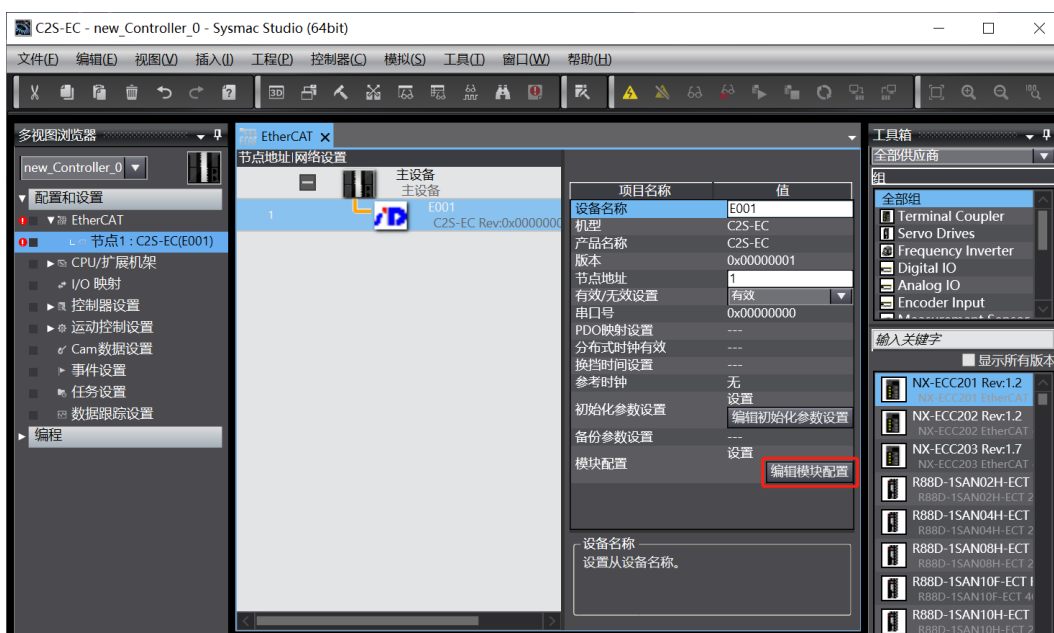 C2S-EC - new_Controller_0 - Sysmac Studio (64bit)
文件(F) 编辑(E) 视图(V) 插入(I) 工程(P) 控制器(C) 模拟(S) 工具(T) 窗口(W) 帮助(H)
多视图浏览器
new_Controller_0
配置和设置
EtherCAT
节点1 : C2S-EC(E001)
CPU/扩展机架
I/O 映射
控制器设置
运动控制设置
Cam数据设置
事件设置
任务设置
数据跟踪设置
编程
EtherCAT
节点地址|网络设置
主设备
主设备
1
E001
C2S-EC Rev:0x0000000
项目名称 值
设备名称 E001
机型 C2S-EC
产品名称 C2S-EC
版本 0x00000001
节点地址 1
有效/无效设置 有效
串口号 0x00000000
PDO映射设置 ---
分布式时钟有效 ---
换挡时间设置 ---
参考时钟 无
初始化参数设置 设置
编辑初始化参数设置
备份参数设置 ---
模块配置 设置
编辑模块配置
设备名称
设置从设备名称。
工具箱
全部供应商
组
全部组
Terminal Coupler
Servo Drives
Frequency Inverter
Digital IO
Analog IO
Encoder Input
输入关键字
显示所有版本
NX-ECC201 Rev:1.2
NX-ECC201 EtherCAT
NX-ECC202 Rev:1.2
NX-ECC202 EtherCAT
NX-ECC203 Rev:1.7
NX-ECC203 EtherCAT
R88D-1SAN02H-ECT
R88D-1SAN02H-ECT 2
R88D-1SAN04H-ECT
R88D-1SAN04H-ECT 2
R88D-1SAN08H-ECT
R88D-1SAN08H-ECT 2
R88D-1SAN10F-ECT
R88D-1SAN10F-ECT 4
R88D-1SAN10H-ECT
R88D-1SAN10H-ECT 2